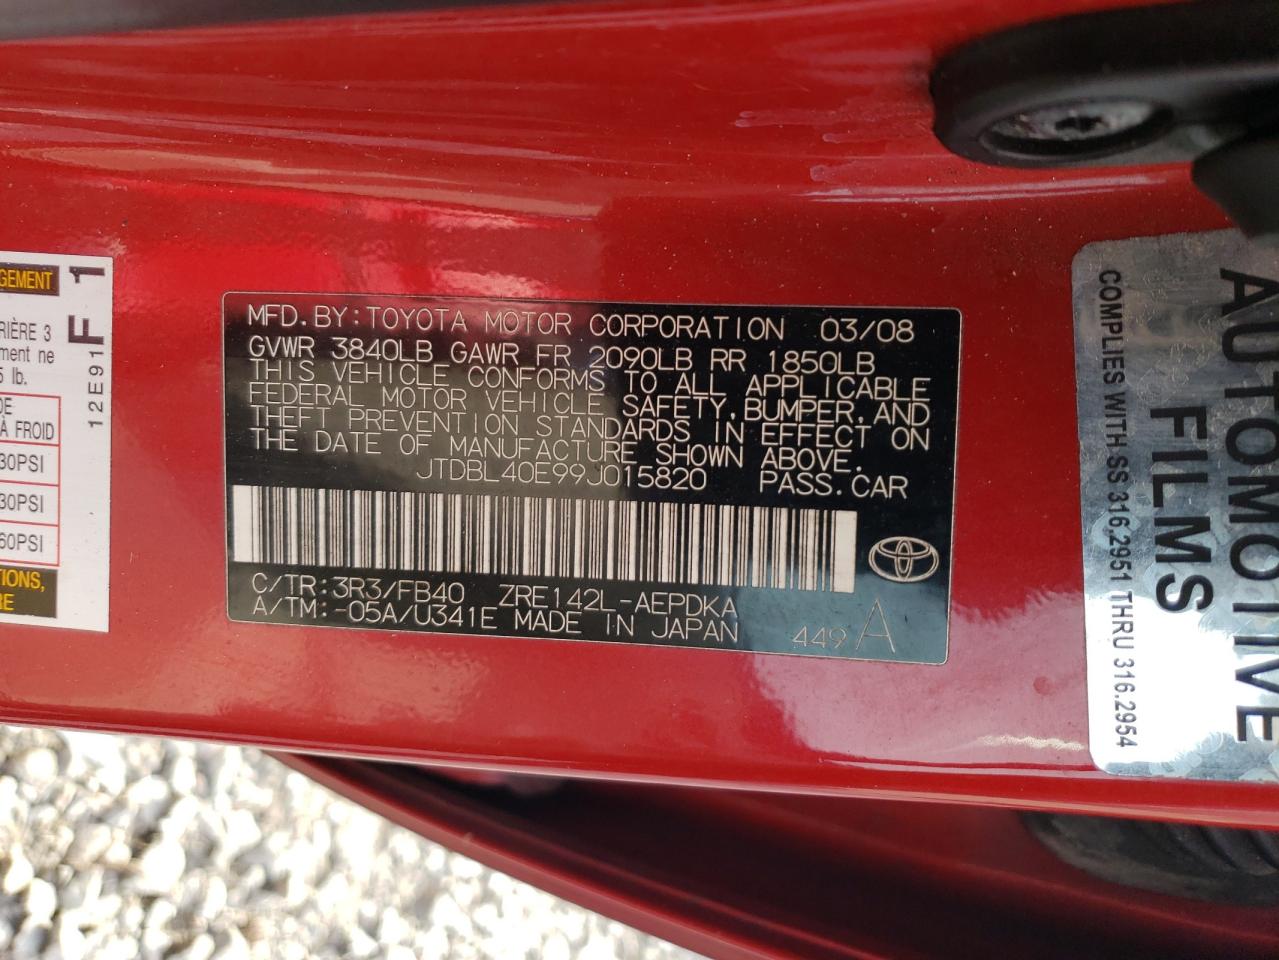 GEMENT
RIÈRE 3
ment ne
5 lb.
DE
À FROID
30PSI
30PSI
60PSI
TIONS,
RE
F 1
12E91
MFD. BY: TOYOTA MOTOR CORPORATION 03/08
GVWR 3840LB GAWR FR 2090LB RR 1850LB
THIS VEHICLE CONFORMS TO ALL APPLICABLE
FEDERAL MOTOR VEHICLE SAFETY, BUMPER, AND
THEFT PREVENTION STANDARDS IN EFFECT ON
THE DATE OF MANUFACTURE SHOWN ABOVE.
JTDBL40E99J015820 PASS. CAR
C/TR: 3R3/FB40 ZRE142L-AEPDKA
A/TM: -05A/U341E MADE IN JAPAN
449 A
AUTOMOTIVE
FILMS
COMPLIES WITH SS 316.2951 THRU 316.2954